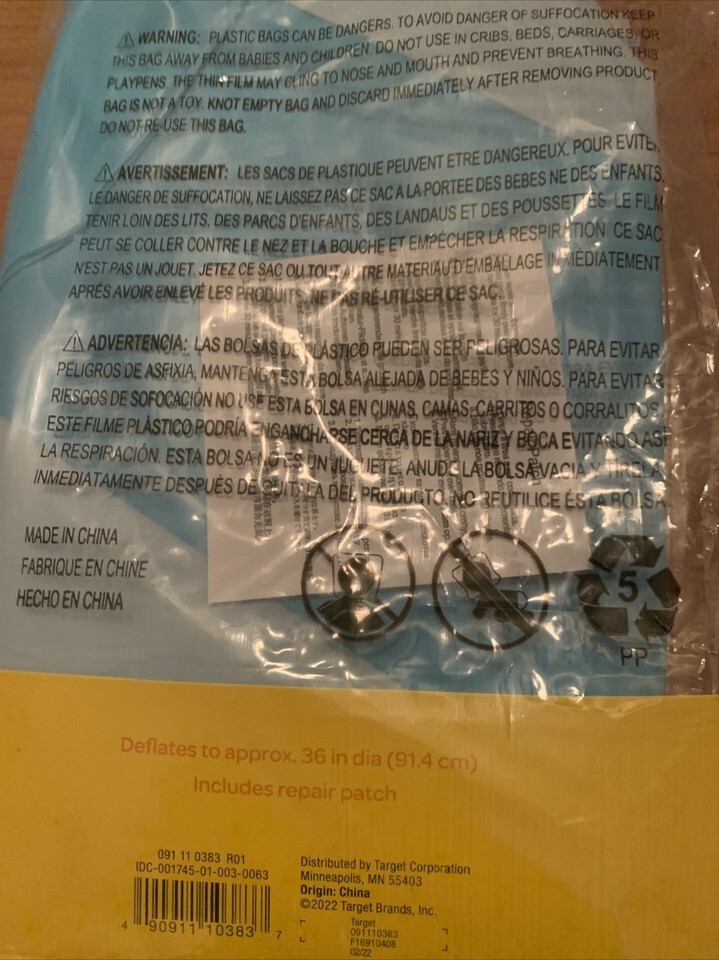 ⚠ WARNING: PLASTIC BAGS CAN BE DANGERS. TO AVOID DANGER OF SUFFOCATION KEEP
THIS BAG AWAY FROM BABIES AND CHILDREN. DO NOT USE IN CRIBS, BEDS, CARRIAGES, OR
PLAYPENS. THE THIN FILM MAY CLING TO NOSE AND MOUTH AND PREVENT BREATHING. THIS
BAG IS NOT A TOY. KNOT EMPTY BAG AND DISCARD IMMEDIATELY AFTER REMOVING PRODUCT
DO NOT RE-USE THIS BAG.
⚠ AVERTISSEMENT: LES SACS DE PLASTIQUE PEUVENT ETRE DANGEREUX. POUR EVITER
LE DANGER DE SUFFOCATION, NE LAISSEZ PAS CE SAC A LA PORTEE DES BEBES NE DES ENFANTS.
TENIR LOIN DES LITS, DES PARCS D'ENFANTS, DES LANDAUS ET DES POUSSETTES. LE FILM
PEUT SE COLLER CONTRE LE NEZ ET LA BOUCHE ET EMPÊCHER LA RESPIRATION. CE SAC
N'EST PAS UN JOUET. JETEZ CE SAC OU TOUT AUTRE MATERIAU D'EMBALLAGE IMMÉDIATEMENT
APRÉS AVOIR ENLEVÉ LES PRODUITS. NE PAS RÉ-UTILISER CE SAC.
⚠ ADVERTENCIA: LAS BOLSAS DE PLÁSTICO PUEDEN SER PELIGROSAS. PARA EVITAR
PELIGROS DE ASFIXIA, MANTENGA ESTA BOLSA ALEJADA DE BEBES Y NIÑOS. PARA EVITAR
RIESGOS DE SOFOCACIÓN NO USE ESTA BOLSA EN CUNAS, CAMAS, CARRITOS O CORRALITOS.
ESTE FILME PLÁSTICO PODRÍA ENGANCHARSE CERCA DE LA NARIZ Y BOCA EVITANDO ASÍ
LA RESPIRACIÓN. ESTA BOLSA NO ES UN JUGUETE. ANUDE LA BOLSA VACIA Y TIRELA
INMEDIATAMENTE DESPUÉS DE QUITARLA DEL PRODUCTO. NO REUTILICE ÉSTA BOLSA.
MADE IN CHINA
FABRIQUE EN CHINE
HECHO EN CHINA
5
PP
Deflates to approx. 36 in dia (91.4 cm)
Includes repair patch
091 11 0383 R01
IDC-001745-01-003-0063
4 90911 10383 7
Distributed by Target Corporation
Minneapolis, MN 55403
Origin: China
©2022 Target Brands, Inc.
Target
091110383
F16910408
02/22